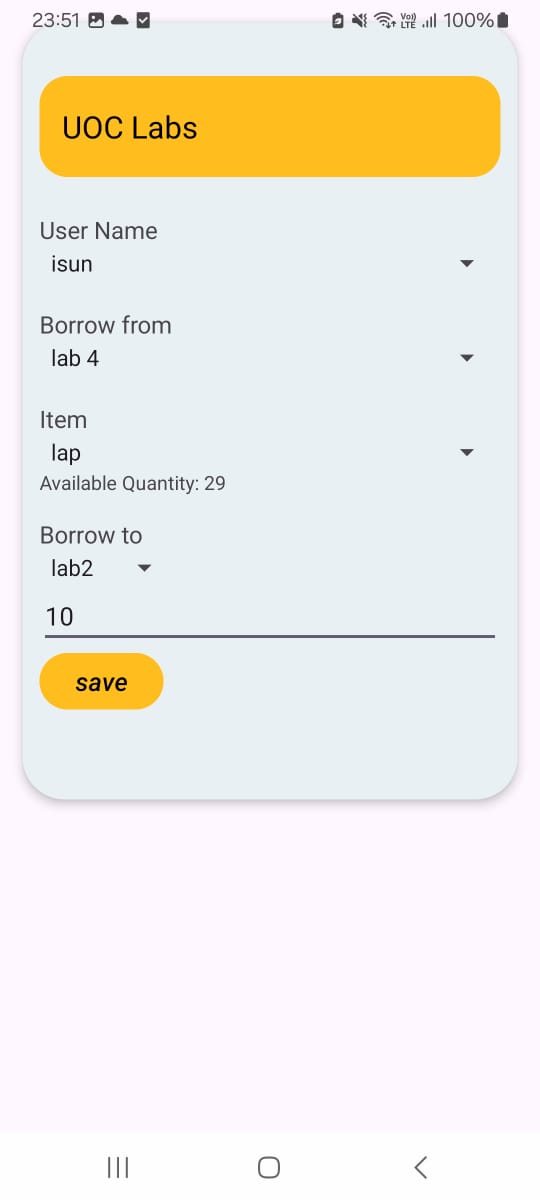 23:51 Vo) LTE 100%
UOC Labs
User Name
isun
Borrow from
lab 4
Item
lap
Available Quantity: 29
Borrow to
lab2
10
save